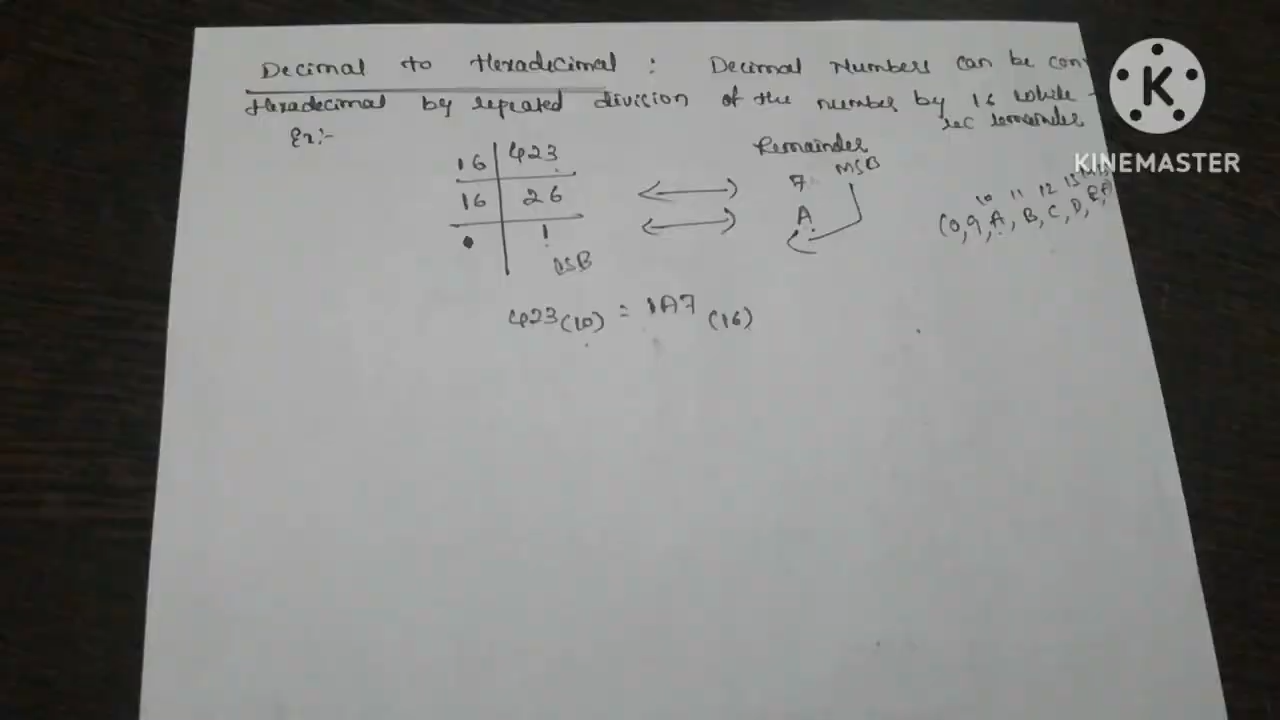 Decimal to Hexadecimal : Decimal Numbers can be con
Hexadecimal by repeated division of the number by 16 while
rec remainder
Ex:-
Remainder
16 423
7 MSB
16 26
A
1
LSB
10 11 12 13
(0,9,A,B,C,D,E,F)
423(10) = 1A7 (16)
K
KINEMASTER